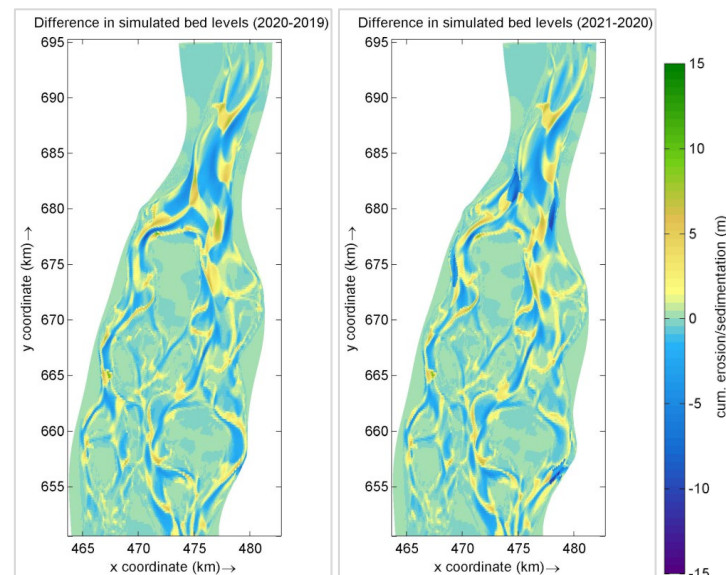 Difference in simulated bed levels (2020-2019)
695
690
685
680
675
670
665
660
655
y coordinate (km)→
465 470 475 480
x coordinate (km)→
Difference in simulated bed levels (2021-2020)
695
690
685
680
675
670
665
660
655
y coordinate (km)→
465 470 475 480
x coordinate (km)→
15
10
5
0
-5
-10
-15
cum. erosion/sedimentation (m)